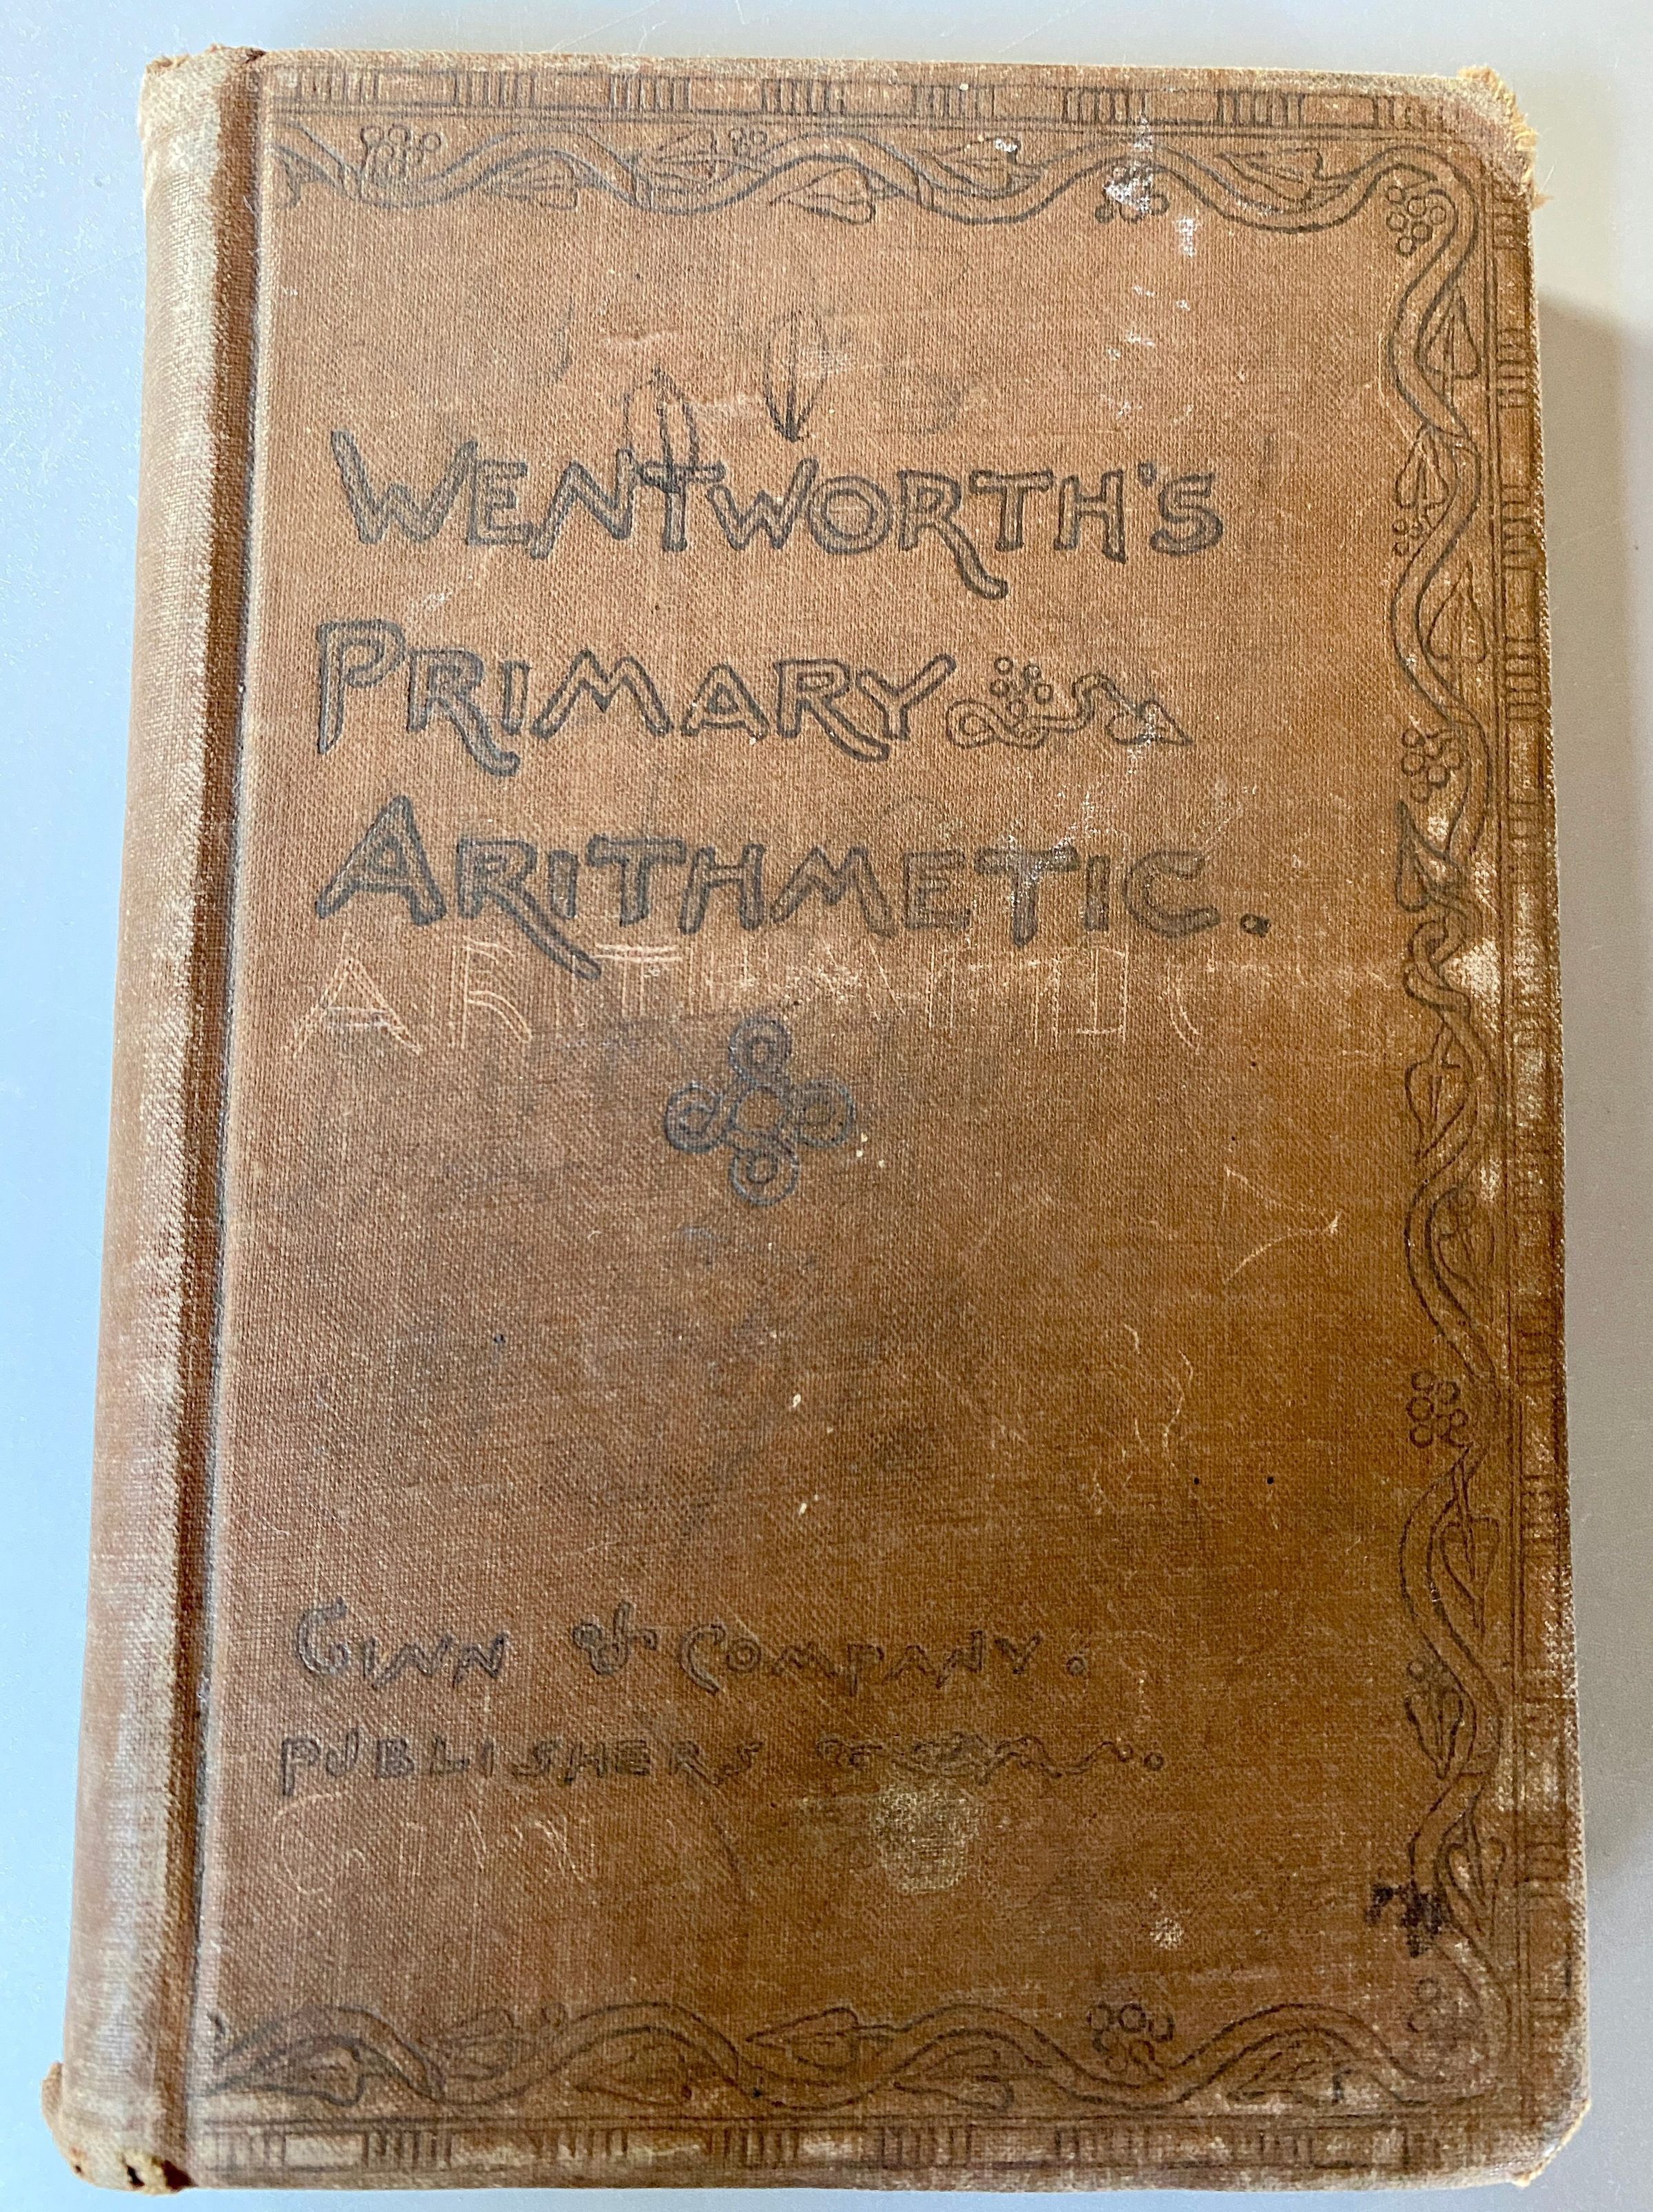 WENTWORTH'S
PRIMARY
ARITHMETIC.
GINN & COMPANY.
PUBLISHERS